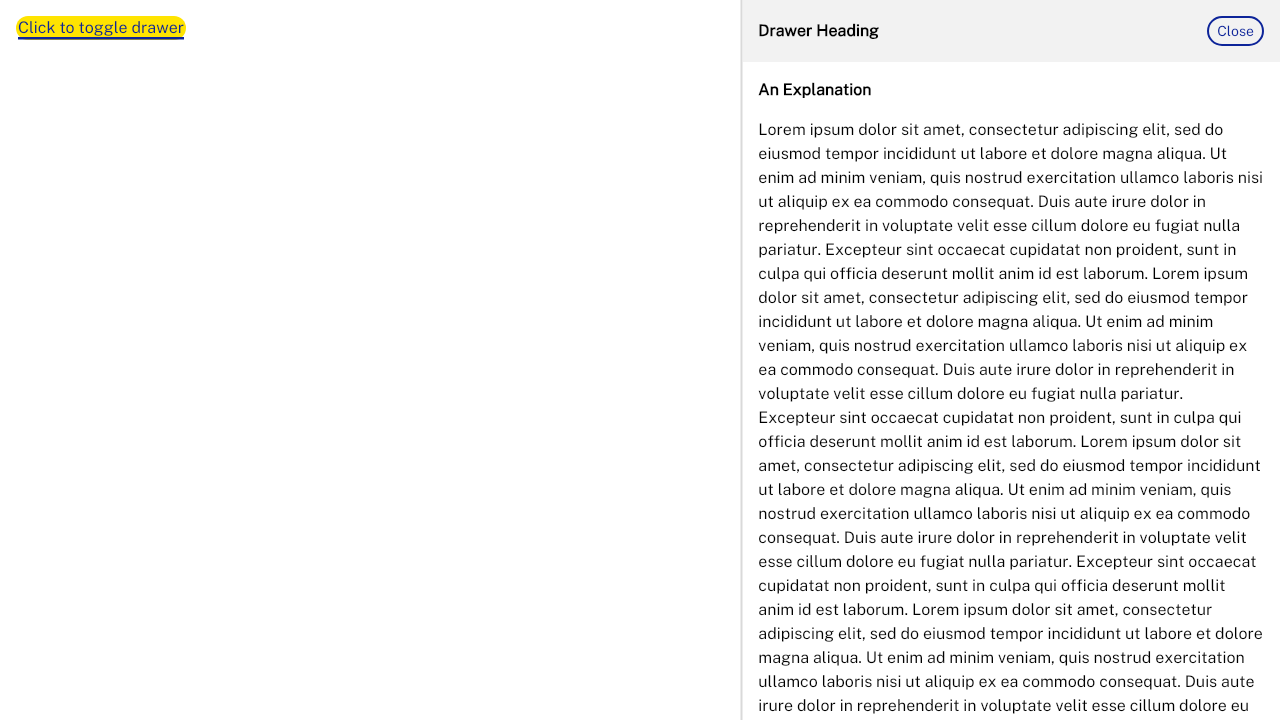 Click to toggle drawer
Drawer Heading
Close
An Explanation
Lorem ipsum dolor sit amet, consectetur adipiscing elit, sed do
eiusmod tempor incididunt ut labore et dolore magna aliqua. Ut
enim ad minim veniam, quis nostrud exercitation ullamco laboris nisi
ut aliquip ex ea commodo consequat. Duis aute irure dolor in
reprehenderit in voluptate velit esse cillum dolore eu fugiat nulla
pariatur. Excepteur sint occaecat cupidatat non proident, sunt in
culpa qui officia deserunt mollit anim id est laborum. Lorem ipsum
dolor sit amet, consectetur adipiscing elit, sed do eiusmod tempor
incididunt ut labore et dolore magna aliqua. Ut enim ad minim
veniam, quis nostrud exercitation ullamco laboris nisi ut aliquip ex
ea commodo consequat. Duis aute irure dolor in reprehenderit in
voluptate velit esse cillum dolore eu fugiat nulla pariatur.
Excepteur sint occaecat cupidatat non proident, sunt in culpa qui
officia deserunt mollit anim id est laborum. Lorem ipsum dolor sit
amet, consectetur adipiscing elit, sed do eiusmod tempor incididunt
ut labore et dolore magna aliqua. Ut enim ad minim veniam, quis
nostrud exercitation ullamco laboris nisi ut aliquip ex ea commodo
consequat. Duis aute irure dolor in reprehenderit in voluptate velit
esse cillum dolore eu fugiat nulla pariatur. Excepteur sint occaecat
cupidatat non proident, sunt in culpa qui officia deserunt mollit
anim id est laborum. Lorem ipsum dolor sit amet, consectetur
adipiscing elit, sed do eiusmod tempor incididunt ut labore et dolore
magna aliqua. Ut enim ad minim veniam, quis nostrud exercitation
ullamco laboris nisi ut aliquip ex ea commodo consequat. Duis aute
irure dolor in reprehenderit in voluptate velit esse cillum dolore eu